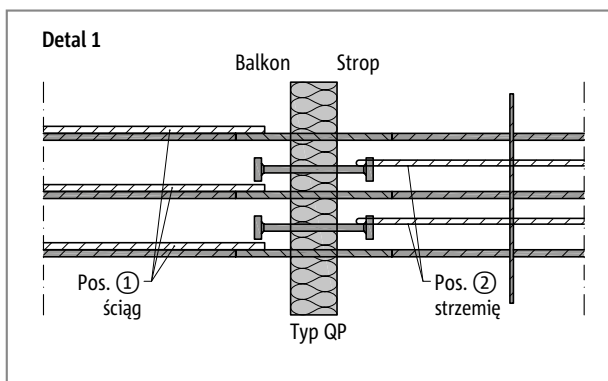 Detal 1
Balkon Strop
Pos. ①
ściąg
Pos. ②
strzemię
Typ QP